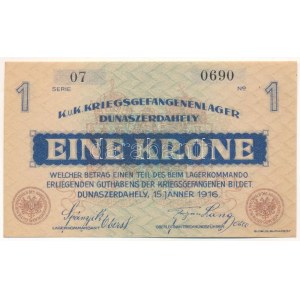 07 0690
SERIE NR
1 K.u.K. KRIEGSGEFANGENENLAGER 1
DUNASZERDAHELY
EINE KRONE
WELCHER BETRAG EINEN TEIL DES BEIM LAGERKOMMANDO
ERLIEGENDEN GUTHABENS DER KRIEGSGEFANGENEN BILDET
DUNASZERDAHELY, 15 JÄNNER 1916
Oberst